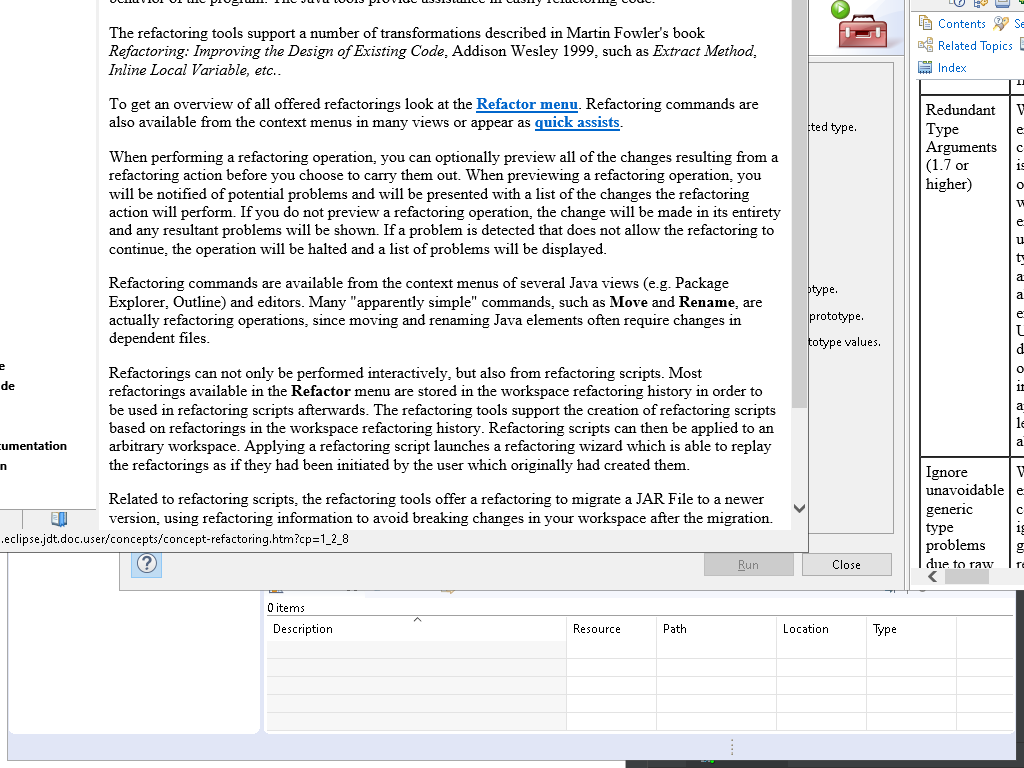 behavior of the program. The Java tools provide assistance in easily refactoring code.
The refactoring tools support a number of transformations described in Martin Fowler's book
Refactoring: Improving the Design of Existing Code, Addison Wesley 1999, such as Extract Method,
Inline Local Variable, etc..
To get an overview of all offered refactorings look at the Refactor menu. Refactoring commands are
also available from the context menus in many views or appear as quick assists.
When performing a refactoring operation, you can optionally preview all of the changes resulting from a
refactoring action before you choose to carry them out. When previewing a refactoring operation, you
will be notified of potential problems and will be presented with a list of the changes the refactoring
action will perform. If you do not preview a refactoring operation, the change will be made in its entirety
and any resultant problems will be shown. If a problem is detected that does not allow the refactoring to
continue, the operation will be halted and a list of problems will be displayed.
Refactoring commands are available from the context menus of several Java views (e.g. Package
Explorer, Outline) and editors. Many "apparently simple" commands, such as Move and Rename, are
actually refactoring operations, since moving and renaming Java elements often require changes in
dependent files.
Refactorings can not only be performed interactively, but also from refactoring scripts. Most
refactorings available in the Refactor menu are stored in the workspace refactoring history in order to
be used in refactoring scripts afterwards. The refactoring tools support the creation of refactoring scripts
based on refactorings in the workspace refactoring history. Refactoring scripts can then be applied to an
arbitrary workspace. Applying a refactoring script launches a refactoring wizard which is able to replay
the refactorings as if they had been initiated by the user which originally had created them.
Related to refactoring scripts, the refactoring tools offer a refactoring to migrate a JAR File to a newer
version, using refactoring information to avoid breaking changes in your workspace after the migration.
e
de
umentation
n
.eclipse.jdt.doc.user/concepts/concept-refactoring.htm?cp=1_2_8
cted type.
otype.
prototype.
totype values.
Run
Close
Contents
Se
Related Topics
Index
Redundant
Type
Arguments
(1.7 or
higher)
Ignore
unavoidable
generic
type
problems
due to raw
0 items
Description
Resource
Path
Location
Type